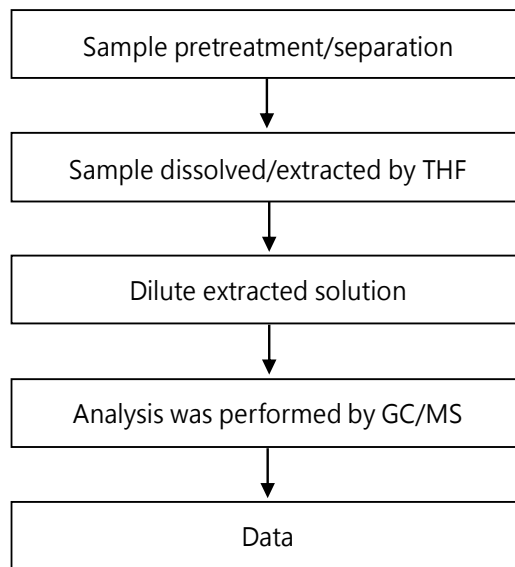 Sample pretreatment/separation
Sample dissolved/extracted by THF
Dilute extracted solution
Analysis was performed by GC/MS
Data